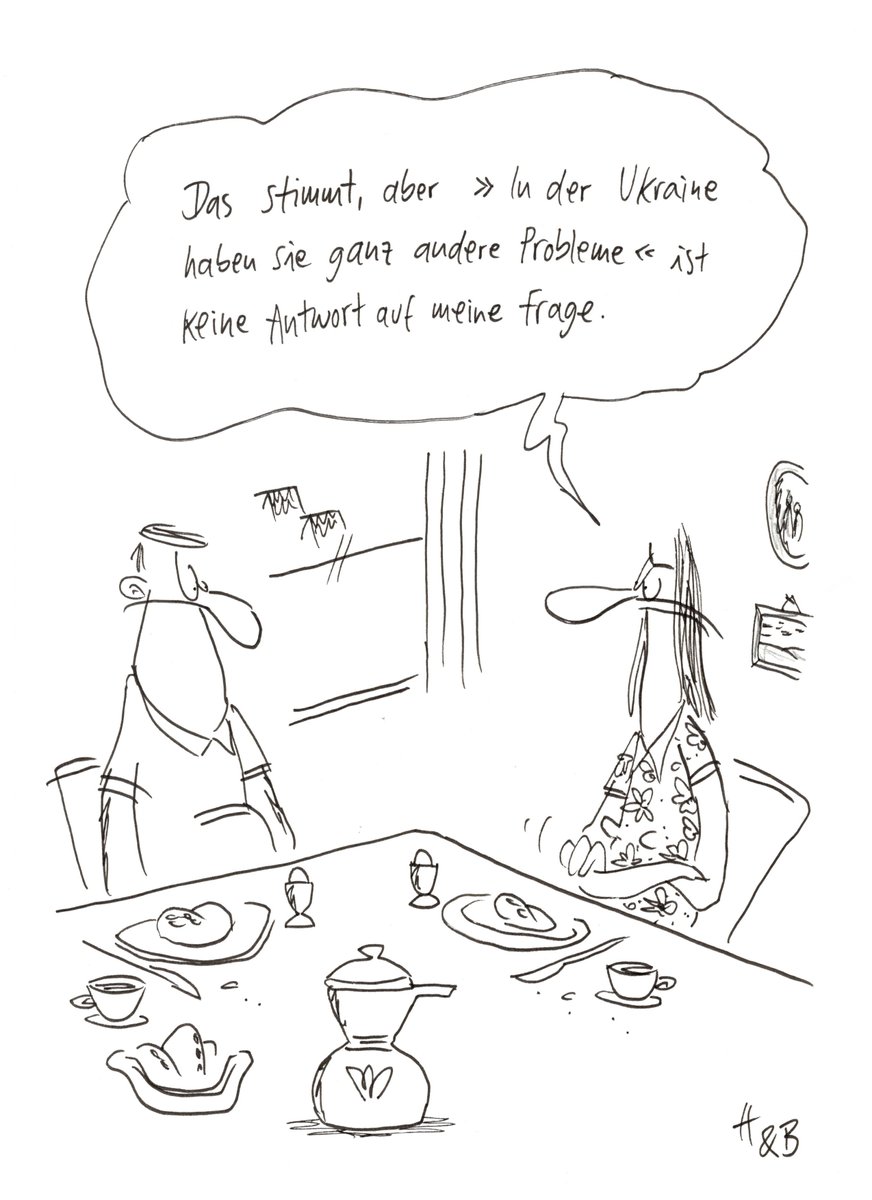 Das stimmt, aber » In der Ukraine
haben sie ganz andere Probleme « ist
keine Antwort auf meine Frage.
H&B